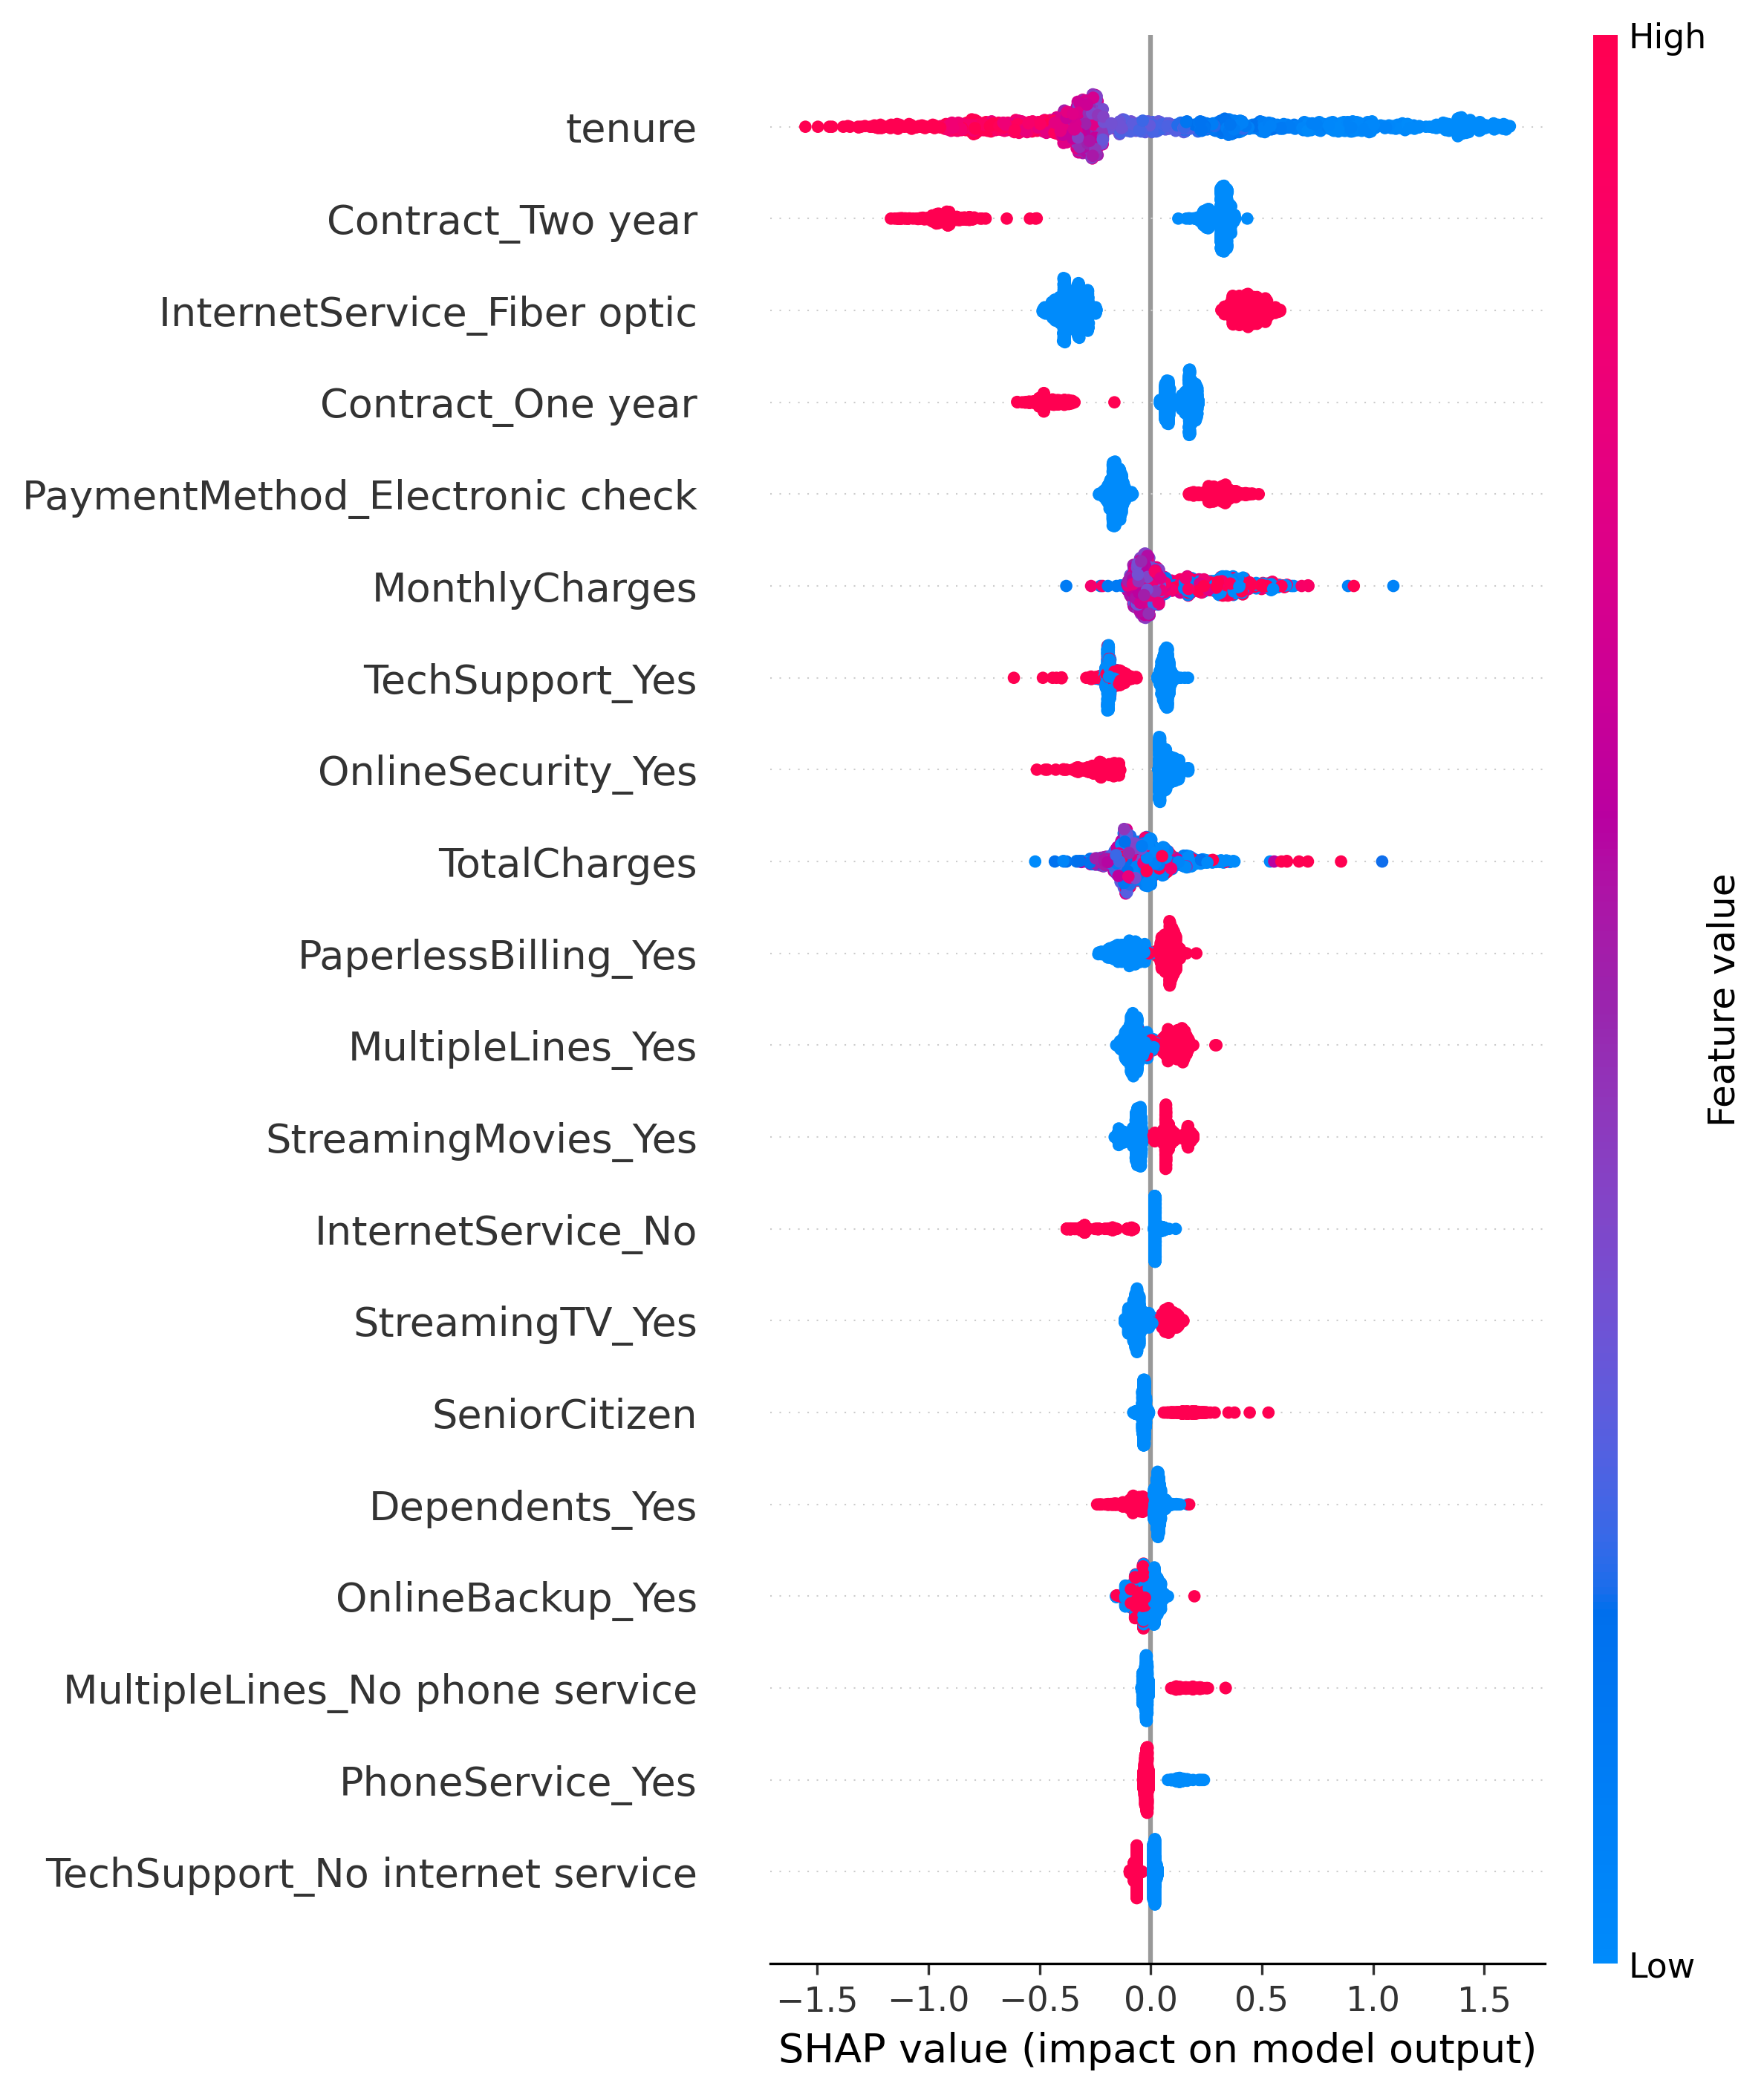 High
tenure
Contract_Two year
InternetService_Fiber optic
Contract_One year
PaymentMethod_Electronic check
MonthlyCharges
TechSupport_Yes
OnlineSecurity_Yes
TotalCharges
PaperlessBilling_Yes
MultipleLines_Yes
StreamingMovies_Yes
InternetService_No
StreamingTV_Yes
SeniorCitizen
Dependents_Yes
OnlineBackup_Yes
MultipleLines_No phone service
PhoneService_Yes
TechSupport_No internet service
Feature value
Low
−1.5 −1.0 −0.5 0.0 0.5 1.0 1.5
SHAP value (impact on model output)